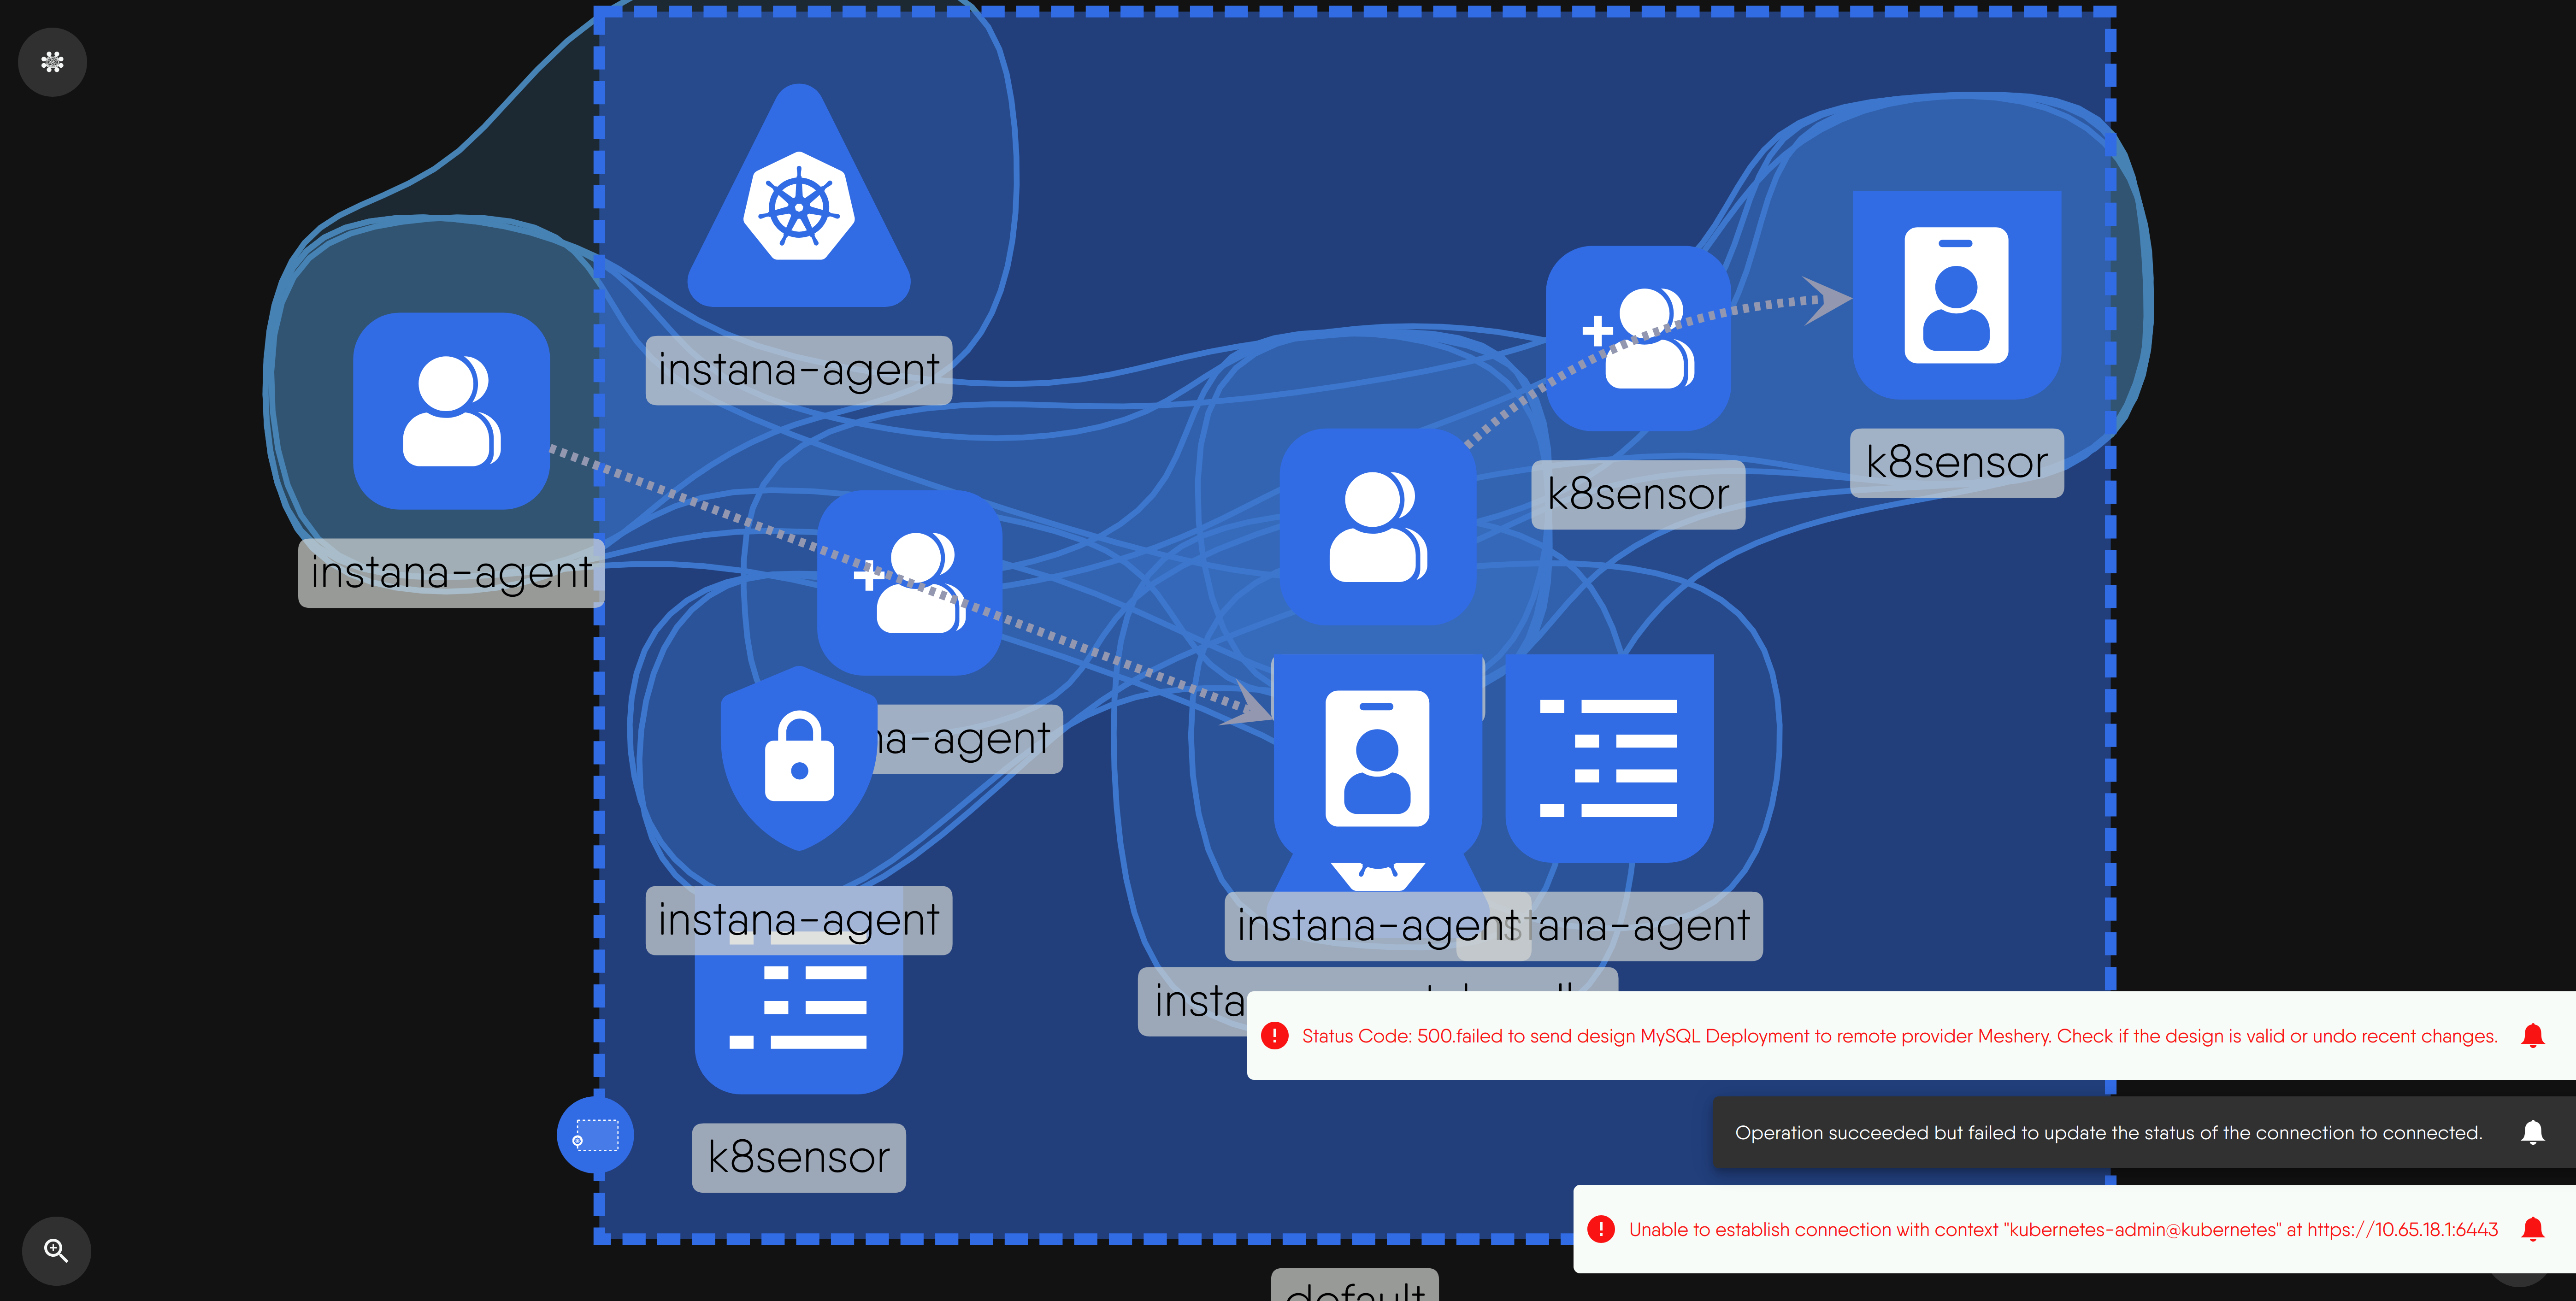 instana-agent
k8sensor
k8sensor
instana-agent
na-agent
instana-agent
instana-agent
stana-agent
insta
Status Code: 500.failed to send design MySQL Deployment to remote provider Meshery. Check if the design is valid or undo recent changes.
Operation succeeded but failed to update the status of the connection to connected.
k8sensor
Unable to establish connection with context "kubernetes-admin@kubernetes" at https://10.65.18.1:6443
default